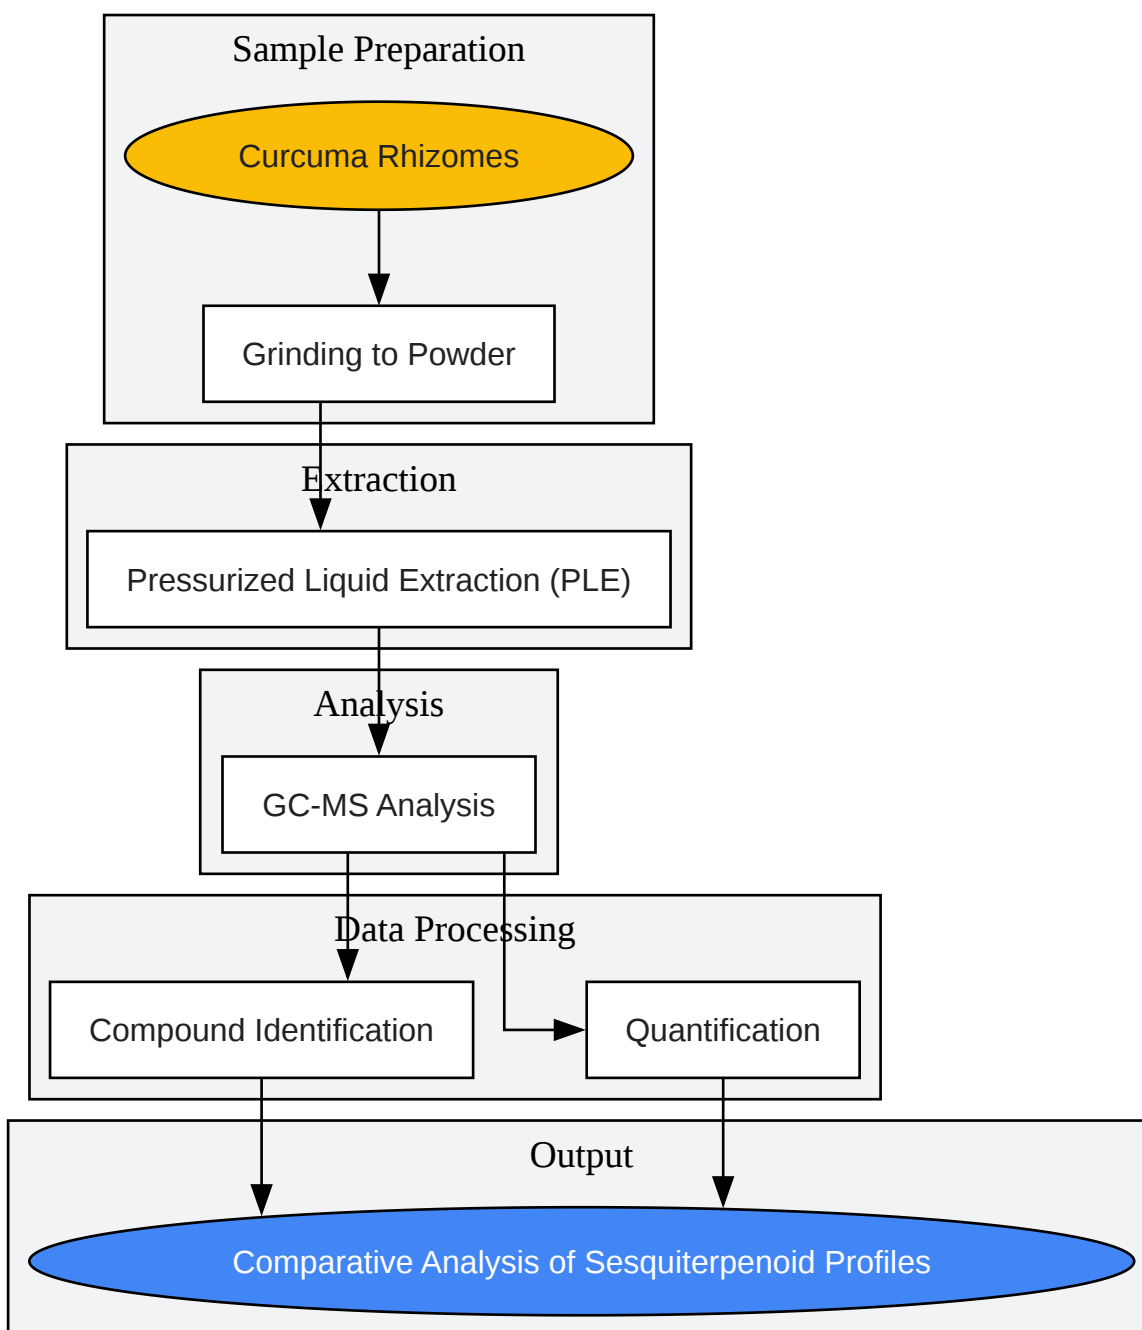 Sample Preparation
Curcuma Rhizomes
Grinding to Powder
Extraction
Pressurized Liquid Extraction (PLE)
Analysis
GC-MS Analysis
Data Processing
Compound Identification
Quantification
Output
Comparative Analysis of Sesquiterpenoid Profiles